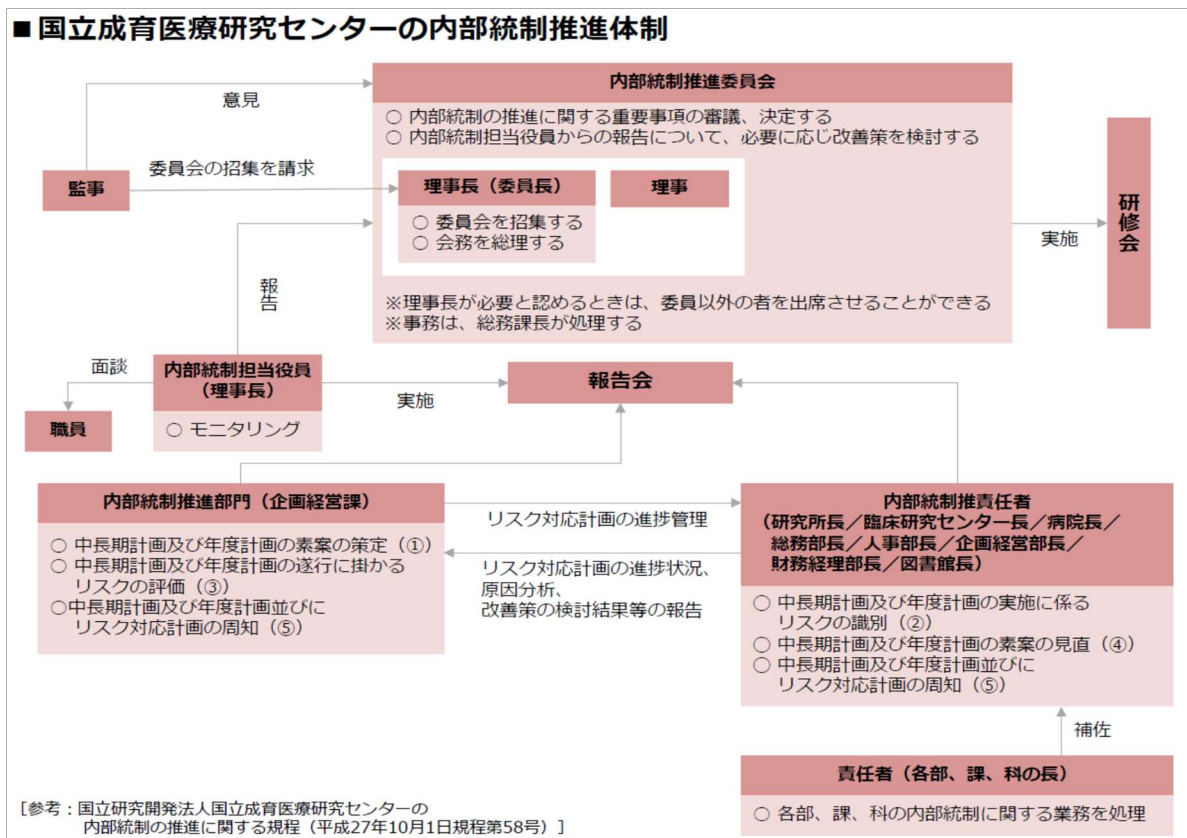 ■国立成育医療研究センターの内部統制推進体制
内部統制推進委員会
○ 内部統制の推進に関する重要事項の審議、決定する
○ 内部統制担当役員からの報告について、必要に応じ改善策を検討する
意見
委員会の招集を請求
監事
理事長（委員長）
○ 委員会を招集する
○ 会務を総理する
理事
※理事長が必要と認めるときは、委員以外の者を出席させることができる
※事務は、総務課長が処理する
実施
研修会
報告
面談
職員
内部統制担当役員
（理事長）
○ モニタリング
実施
報告会
内部統制推進部門（企画経営課）
○ 中長期計画及び年度計画の素案の策定（①）
○ 中長期計画及び年度計画の遂行に掛かる
リスクの評価（③）
○中長期計画及び年度計画並びに
リスク対応計画の周知（⑤）
リスク対応計画の進捗管理
リスク対応計画の進捗状況、
原因分析、
改善策の検討結果等の報告
内部統制推責任者
（研究所長／臨床研究センター長／病院長／
総務部長／人事部長／企画経営部長／
財務経理部長／図書館長）
○ 中長期計画及び年度計画の実施に係る
リスクの識別（②）
○ 中長期計画及び年度計画の素案の見直（④）
○ 中長期計画及び年度計画並びに
リスク対応計画の周知（⑤）
補佐
責任者（各部、課、科の長）
○ 各部、課、科の内部統制に関する業務を処理
［参考：国立研究開発法人国立成育医療研究センターの
内部統制の推進に関する規程（平成27年10月1日規程第58号）］